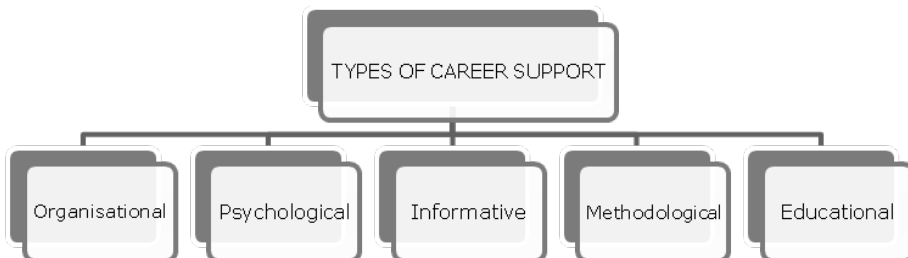 TYPES OF CAREER SUPPORT
Organisational
Psychological
Informative
Methodological
Educational